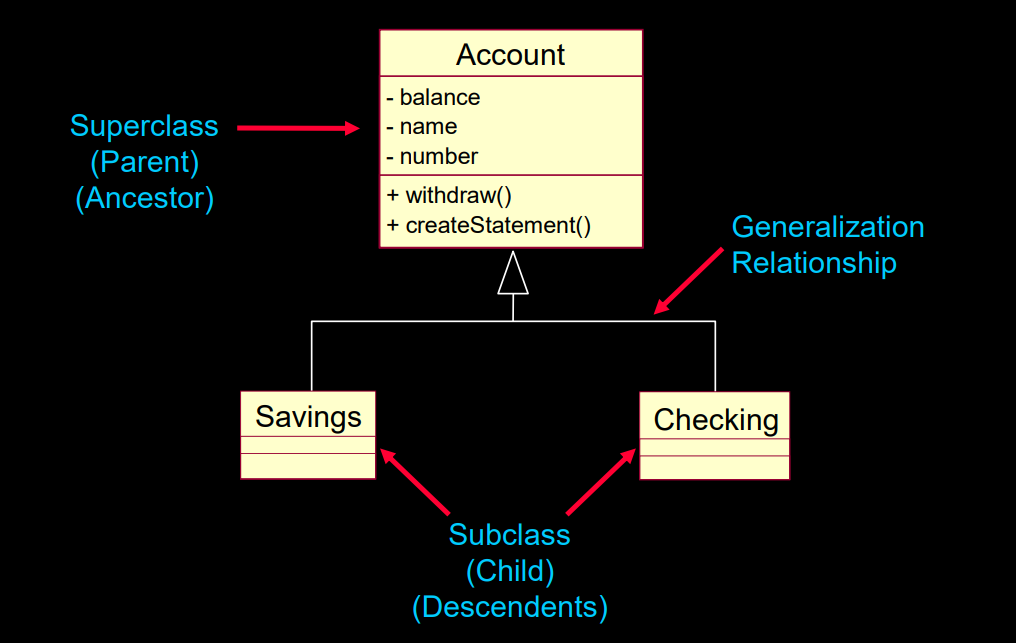 Account
- balance
- name
- number
+ withdraw()
+ createStatement()
Superclass
(Parent)
(Ancestor)
Generalization
Relationship
Savings
Checking
Subclass
(Child)
(Descendents)